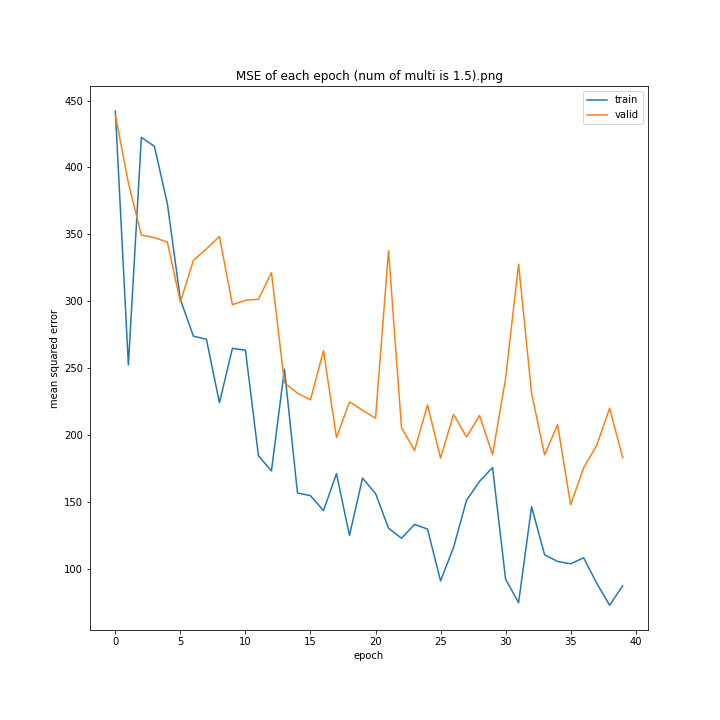 MSE of each epoch (num of multi is 1.5).png
train
valid
mean squared error
450
400
350
300
250
200
150
100
0 5 10 15 20 25 30 35 40
epoch